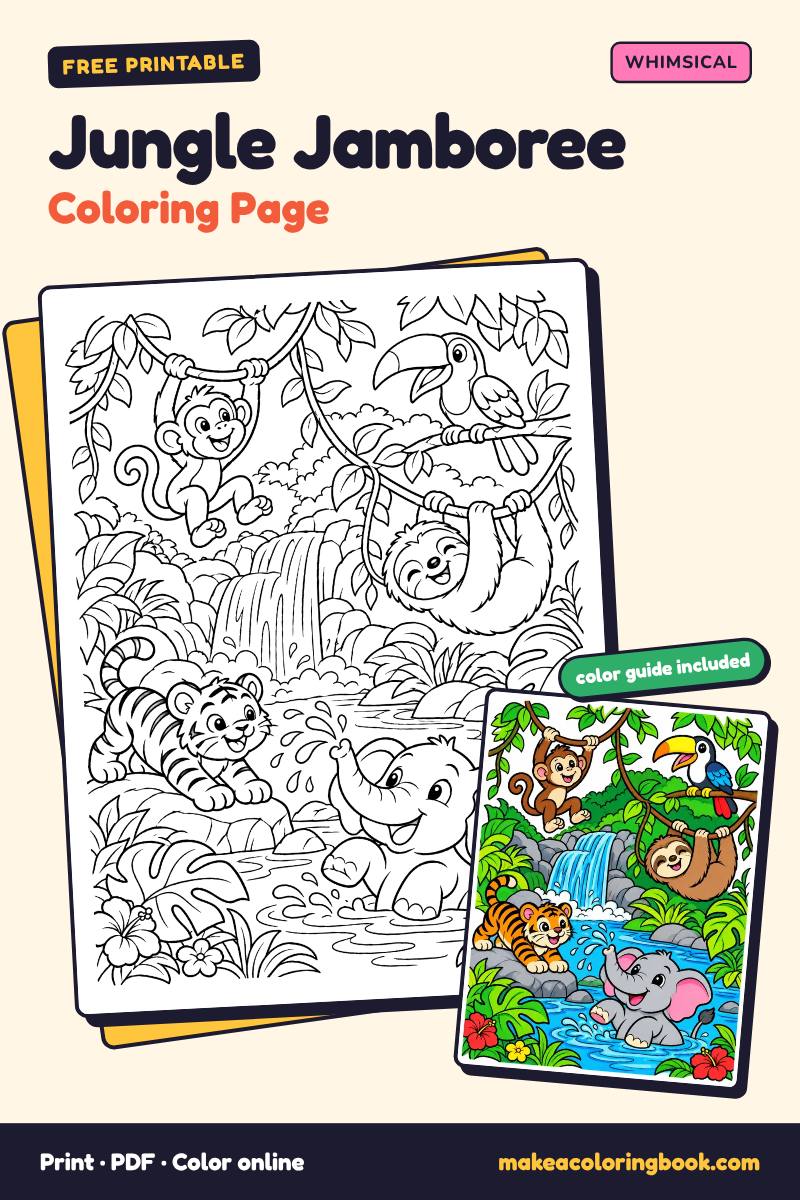 FREE PRINTABLE
WHIMSICAL
Jungle Jamboree
Coloring Page
color guide included
Print · PDF · Color online
makeacoloringbook.com